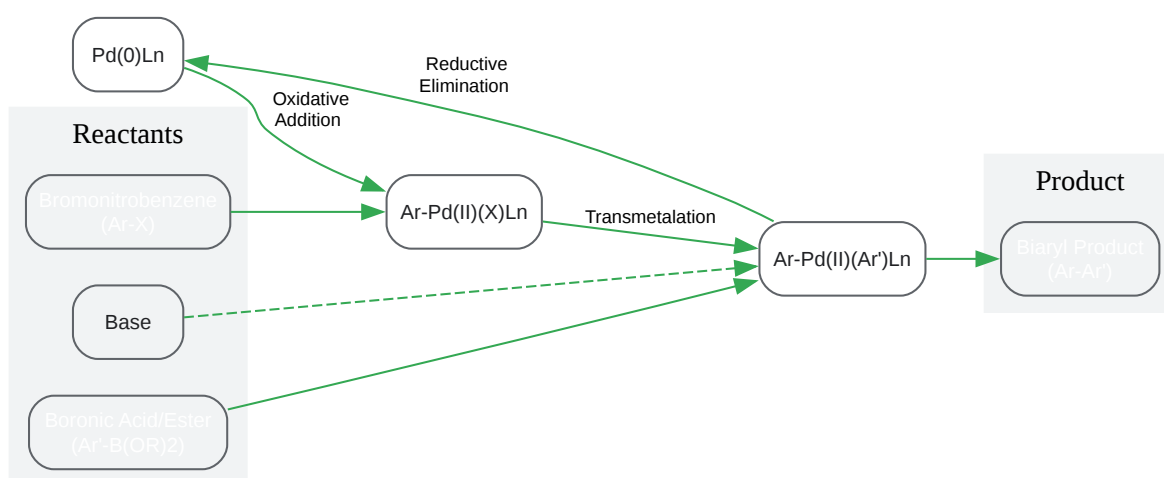 Pd(0)Ln
Reductive
Elimination
Oxidative
Addition
Reactants
Bromonitrobenzene
(Ar-X)
Ar-Pd(II)(X)Ln
Transmetalation
Base
Boronic Acid/Ester
(Ar'-B(OR)2)
Ar-Pd(II)(Ar')Ln
Product
Biaryl Product
(Ar-Ar')